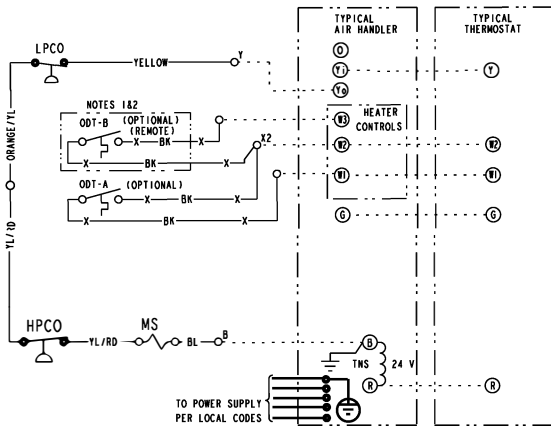 TYPICAL
AIR HANDLER
TYPICAL
THERMOSTAT
LPCO
YELLOW
Y
O
Yi
Y
Yo
NOTES 1&2
ODT-B (OPTIONAL)
(REMOTE)
X BK X
X BK X
X2
W3
HEATER
CONTROLS
W2
W2
ORANGE/YL
ODT-A (OPTIONAL)
X BK X
X BK X
W1
W1
G
G
YL/RD
HPCO
YL/RD
MS
BL
B
B
TNS
24 V
R
R
TO POWER SUPPLY
PER LOCAL CODES